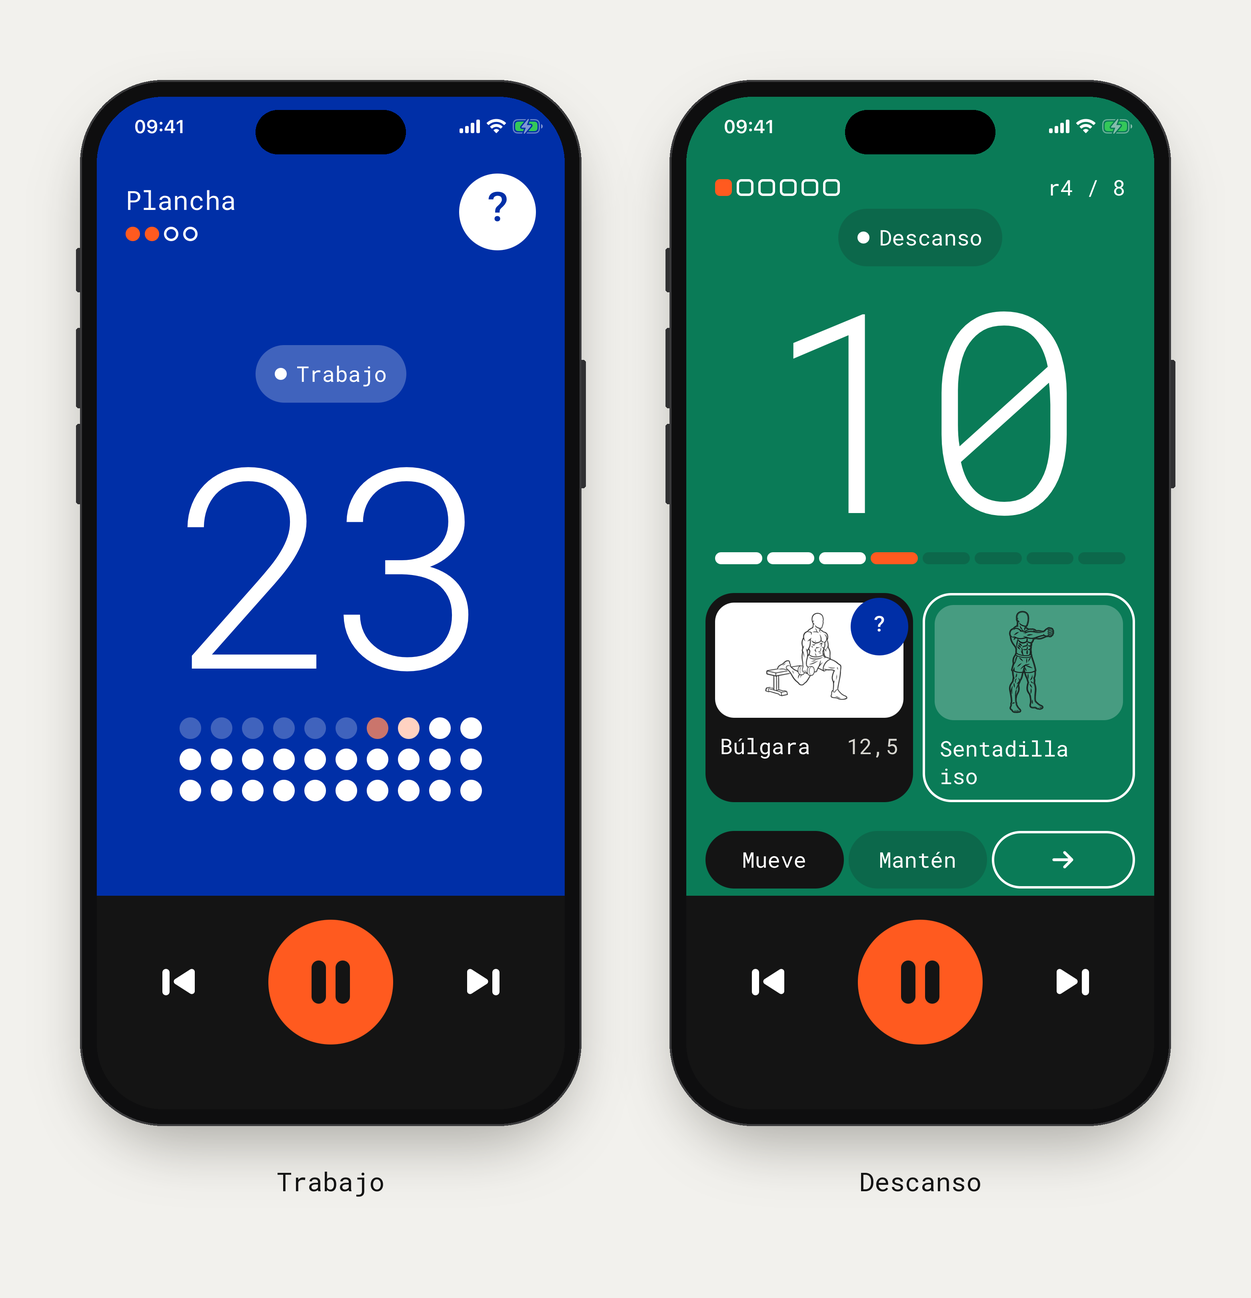 09:41
Plancha
?
Trabajo
23
Trabajo
09:41
r4 / 8
Descanso
10
?
Búlgara 12,5
Sentadilla
iso
Mueve
Mantén
Descanso